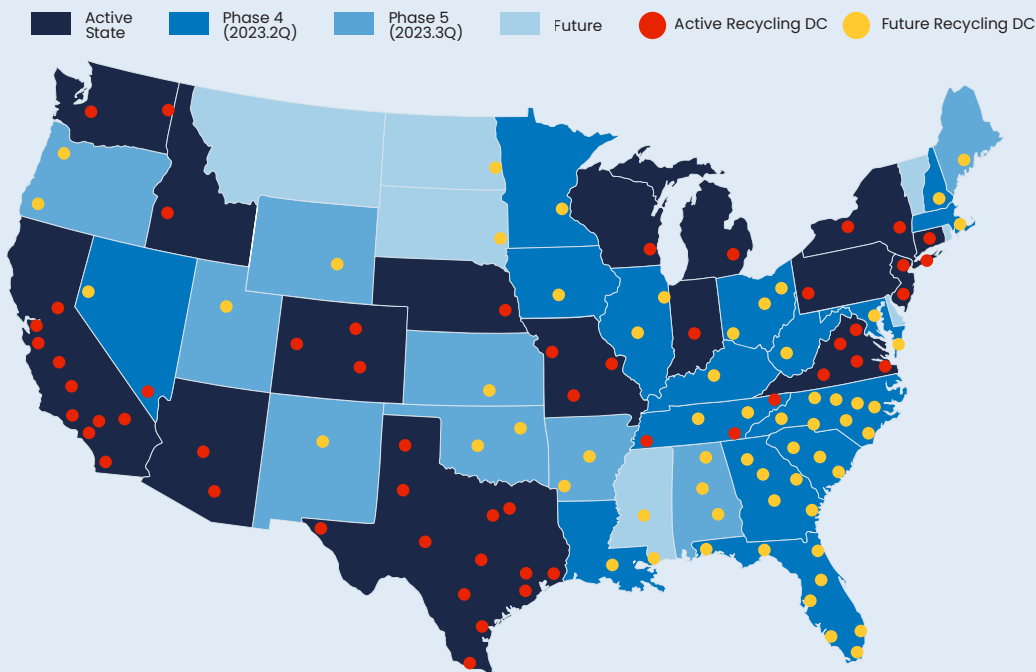 Active
State
Phase 4
(2023.2Q)
Phase 5
(2023.3Q)
Future
Active Recycling DC
Future Recycling DC